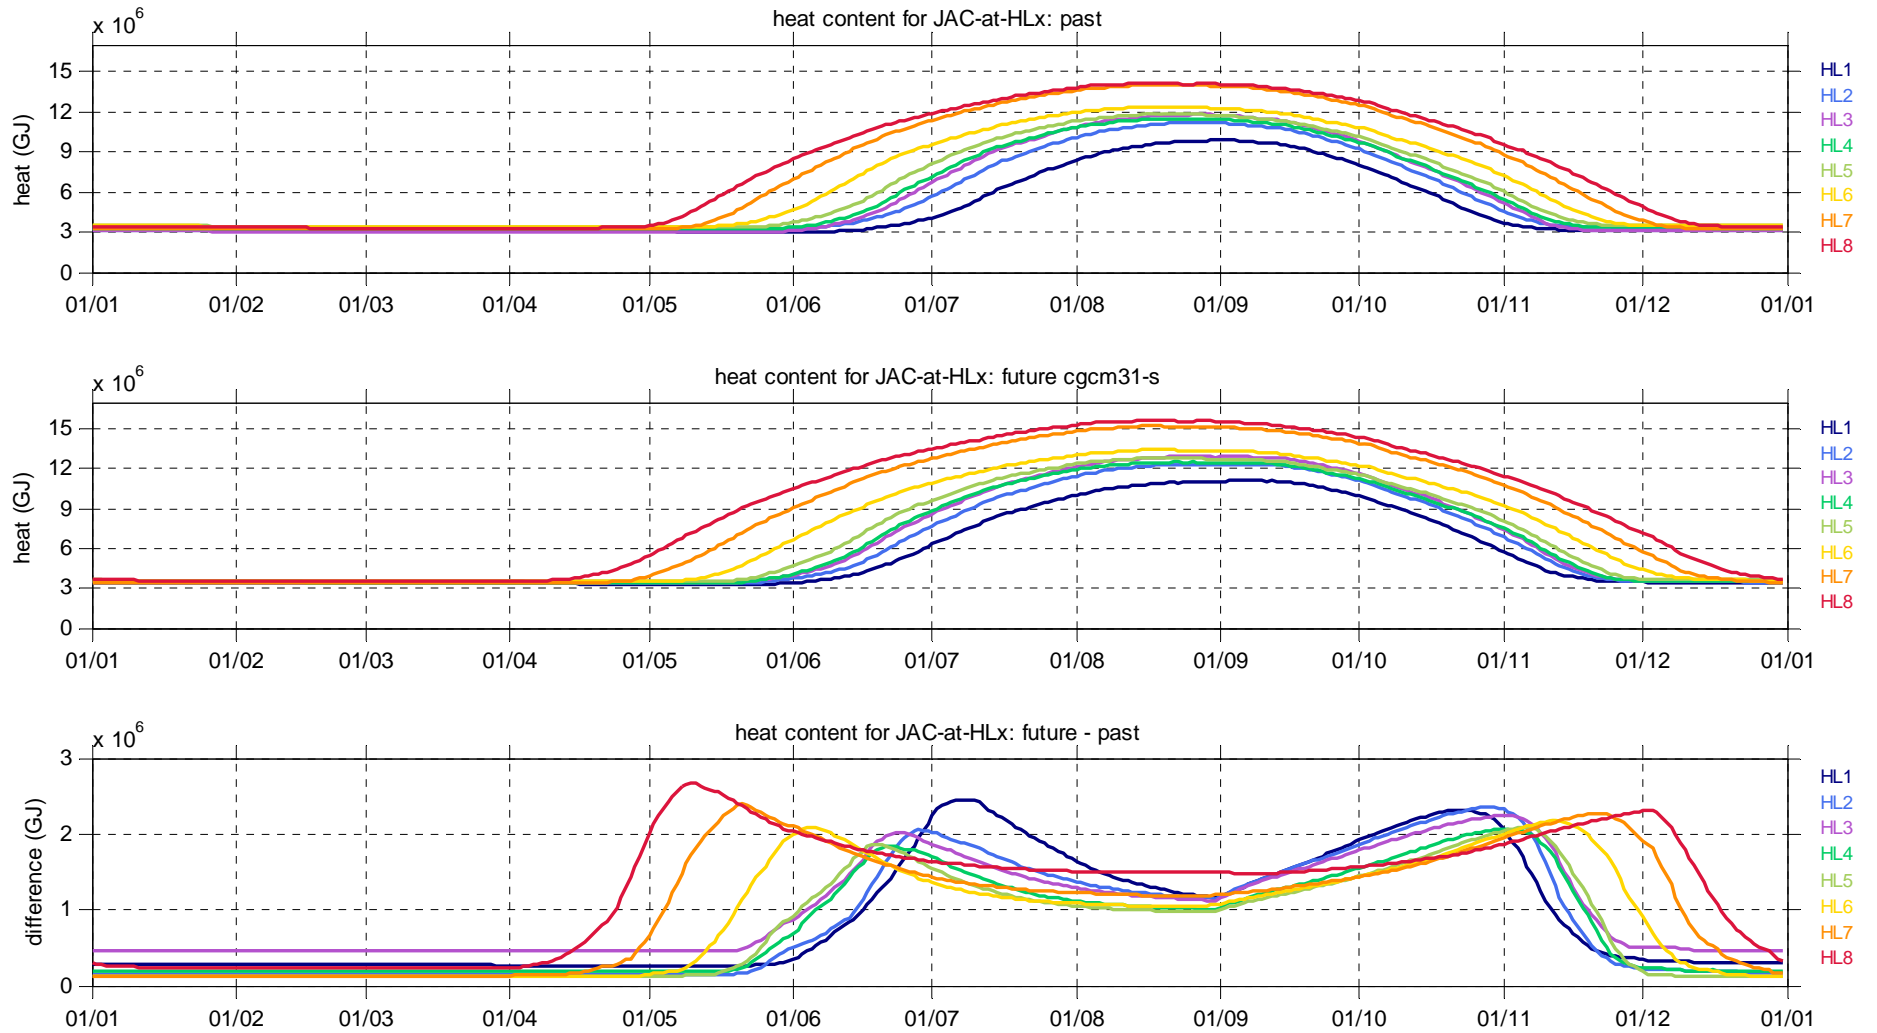 heat content for JAC-at-HLx: past
x 10^6
15
12
9
6
3
0
heat (GJ)
01/01 01/02 01/03 01/04 01/05 01/06 01/07 01/08 01/09 01/10 01/11 01/12 01/01
HL1
HL2
HL3
HL4
HL5
HL6
HL7
HL8
heat content for JAC-at-HLx: future cgcm31-s
x 10^6
15
12
9
6
3
0
heat (GJ)
01/01 01/02 01/03 01/04 01/05 01/06 01/07 01/08 01/09 01/10 01/11 01/12 01/01
HL1
HL2
HL3
HL4
HL5
HL6
HL7
HL8
heat content for JAC-at-HLx: future - past
x 10^6
3
2
1
0
difference (GJ)
01/01 01/02 01/03 01/04 01/05 01/06 01/07 01/08 01/09 01/10 01/11 01/12 01/01
HL1
HL2
HL3
HL4
HL5
HL6
HL7
HL8